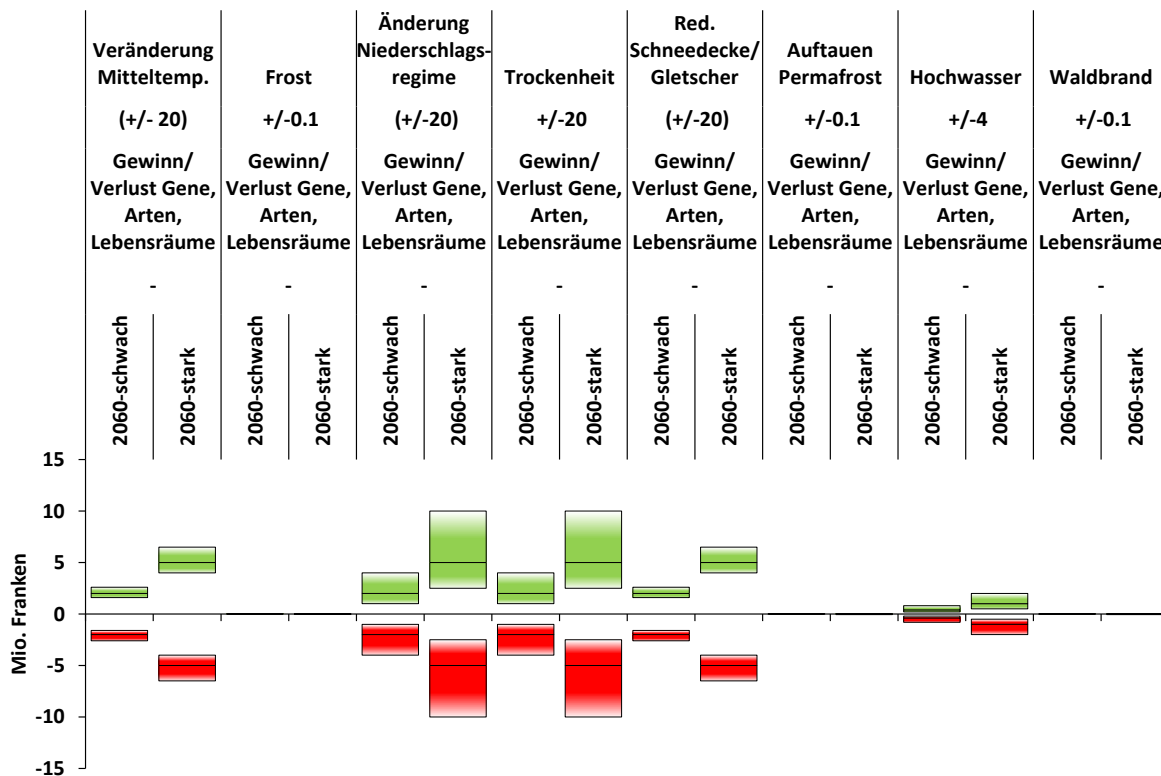 Veränderung
Mitteltemp.
Frost
Änderung
Niederschlags-
regime
Trockenheit
Red.
Schneedecke/
Gletscher
Auftauen
Permafrost
Hochwasser
Waldbrand
(+/- 20)
+/-0.1
(+/-20)
+/-20
(+/-20)
+/-0.1
+/-4
+/-0.1
Gewinn/
Verlust Gene,
Arten,
Lebensräume
Gewinn/
Verlust Gene,
Arten,
Lebensräume
Gewinn/
Verlust Gene,
Arten,
Lebensräume
Gewinn/
Verlust Gene,
Arten,
Lebensräume
Gewinn/
Verlust Gene,
Arten,
Lebensräume
Gewinn/
Verlust Gene,
Arten,
Lebensräume
Gewinn/
Verlust Gene,
Arten,
Lebensräume
Gewinn/
Verlust Gene,
Arten,
Lebensräume
-
-
-
-
-
-
-
-
2060-schwach
2060-stark
2060-schwach
2060-stark
2060-schwach
2060-stark
2060-schwach
2060-stark
2060-schwach
2060-stark
2060-schwach
2060-stark
2060-schwach
2060-stark
2060-schwach
2060-stark
Mio. Franken
15
10
5
0
-5
-10
-15